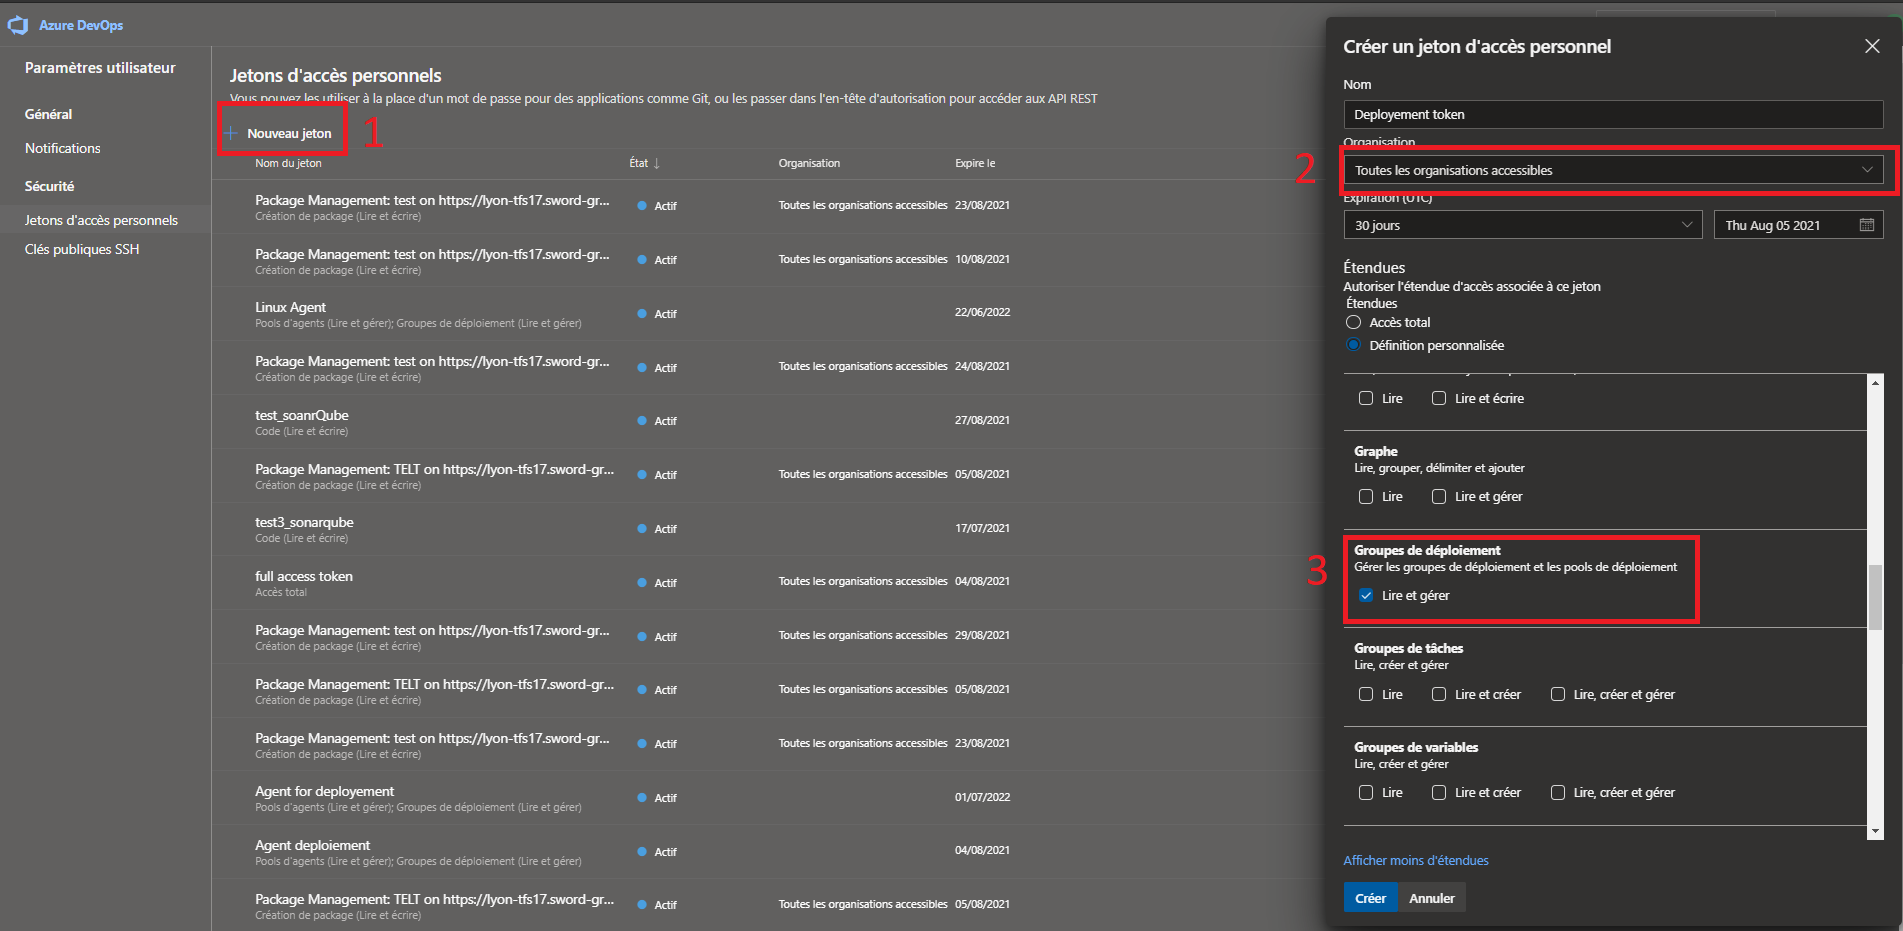 Azure DevOps
Paramètres utilisateur
Général
Notifications
Sécurité
Jetons d'accès personnels
Clés publiques SSH
Jetons d'accès personnels
Vous pouvez les utiliser à la place d'un mot de passe pour des applications comme Git, ou les passer dans l'en-tête d'autorisation pour accéder aux API REST
+ Nouveau jeton
1
Nom du jeton État ↓ Organisation Expire le
Package Management: test on https://lyon-tfs17.sword-gr... Actif Toutes les organisations accessibles 23/08/2021
Création de package (Lire et écrire)
Package Management: test on https://lyon-tfs17.sword-gr... Actif Toutes les organisations accessibles 10/08/2021
Création de package (Lire et écrire)
Linux Agent Actif 22/06/2022
Pools d'agents (Lire et gérer); Groupes de déploiement (Lire et gérer)
Package Management: test on https://lyon-tfs17.sword-gr... Actif Toutes les organisations accessibles 24/08/2021
Création de package (Lire et écrire)
test_soanrQube Actif 27/08/2021
Code (Lire et écrire)
Package Management: TELT on https://lyon-tfs17.sword-gr... Actif Toutes les organisations accessibles 05/08/2021
Création de package (Lire et écrire)
test3_sonarqube Actif 17/07/2021
Code (Lire et écrire)
full access token Actif Toutes les organisations accessibles 04/08/2021
Accès total
Package Management: test on https://lyon-tfs17.sword-gr... Actif Toutes les organisations accessibles 29/08/2021
Création de package (Lire et écrire)
Package Management: TELT on https://lyon-tfs17.sword-gr... Actif Toutes les organisations accessibles 05/08/2021
Création de package (Lire et écrire)
Package Management: test on https://lyon-tfs17.sword-gr... Actif Toutes les organisations accessibles 23/08/2021
Création de package (Lire et écrire)
Agent for deployement Actif 01/07/2022
Pools d'agents (Lire et gérer); Groupes de déploiement (Lire et gérer)
Agent deploiement Actif 04/08/2021
Pools d'agents (Lire et gérer); Groupes de déploiement (Lire et gérer)
Package Management: TELT on https://lyon-tfs17.sword-gr... Actif Toutes les organisations accessibles 05/08/2021
Création de package (Lire et écrire)
Créer un jeton d'accès personnel
Nom
Deployement token
Organisation
2
Toutes les organisations accessibles
Expiration (UTC)
30 jours Thu Aug 05 2021
Étendues
Autoriser l'étendue d'accès associée à ce jeton
Étendues
Accès total
Définition personnalisée
Lire Lire et écrire
Graphe
Lire, grouper, délimiter et ajouter
Lire Lire et gérer
3
Groupes de déploiement
Gérer les groupes de déploiement et les pools de déploiement
Lire et gérer
Groupes de tâches
Lire, créer et gérer
Lire Lire et créer Lire, créer et gérer
Groupes de variables
Lire, créer et gérer
Lire Lire et créer Lire, créer et gérer
Afficher moins d'étendues
Créer Annuler